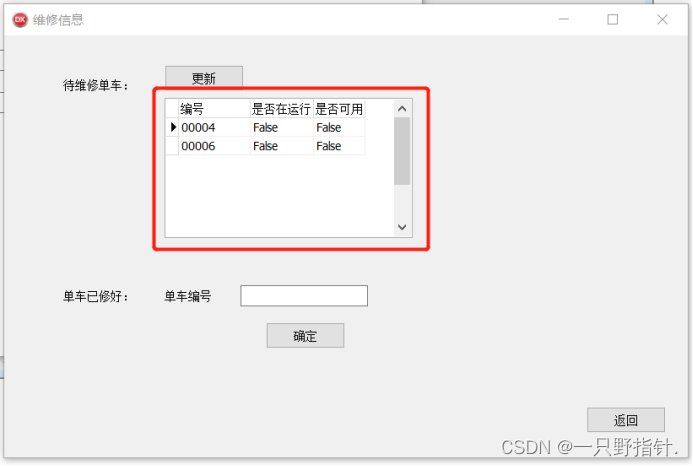 DX 维修信息
待维修单车： 更新
编号 是否在运行 是否可用
00004 False False
00006 False False
单车已修好： 单车编号
确定
返回
CSDN @一只野指针.